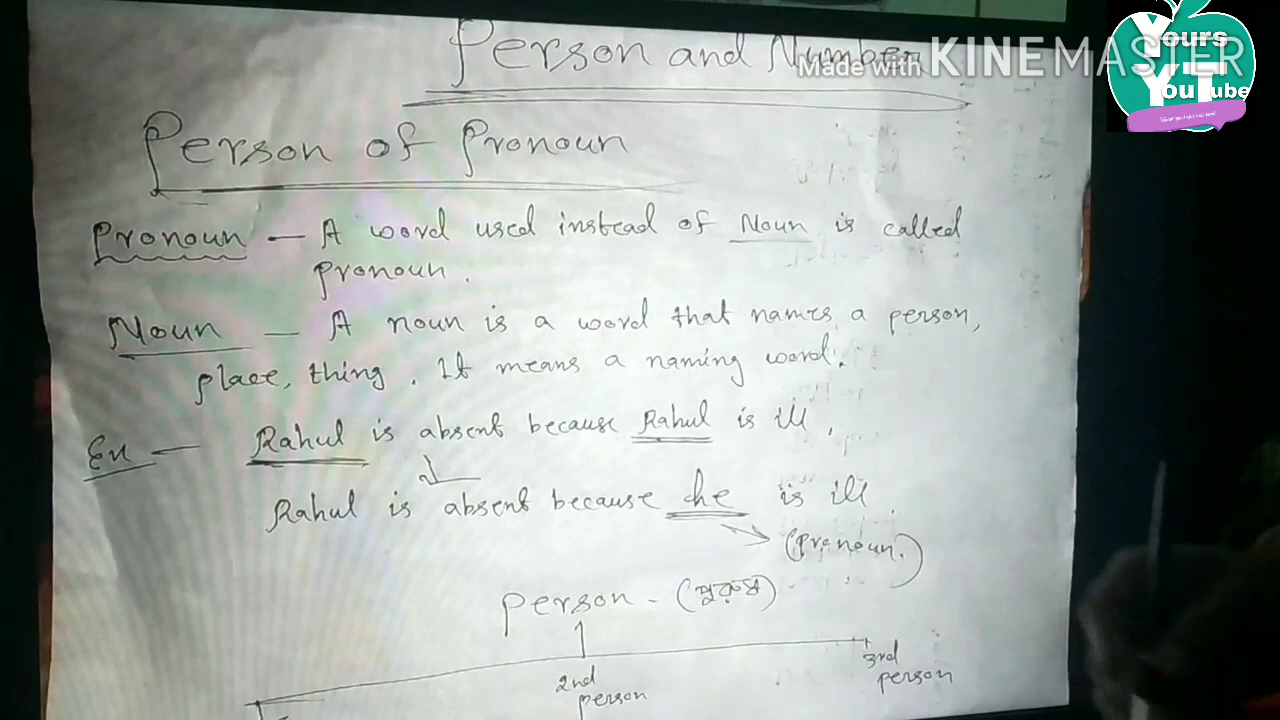 Person and Number
Made with KINEMASTER
Yours
YT
YouTube
Person of Pronoun
Pronoun — A word used instead of Noun is called
pronoun.
Noun — A noun is a word that names a person,
place, thing. It means a naming word.
Ex — Rahul is absent because Rahul is ill.
Rahul is absent because he is ill.
(pronoun.)
person - (পুরুষ)
2nd
person
3rd
person